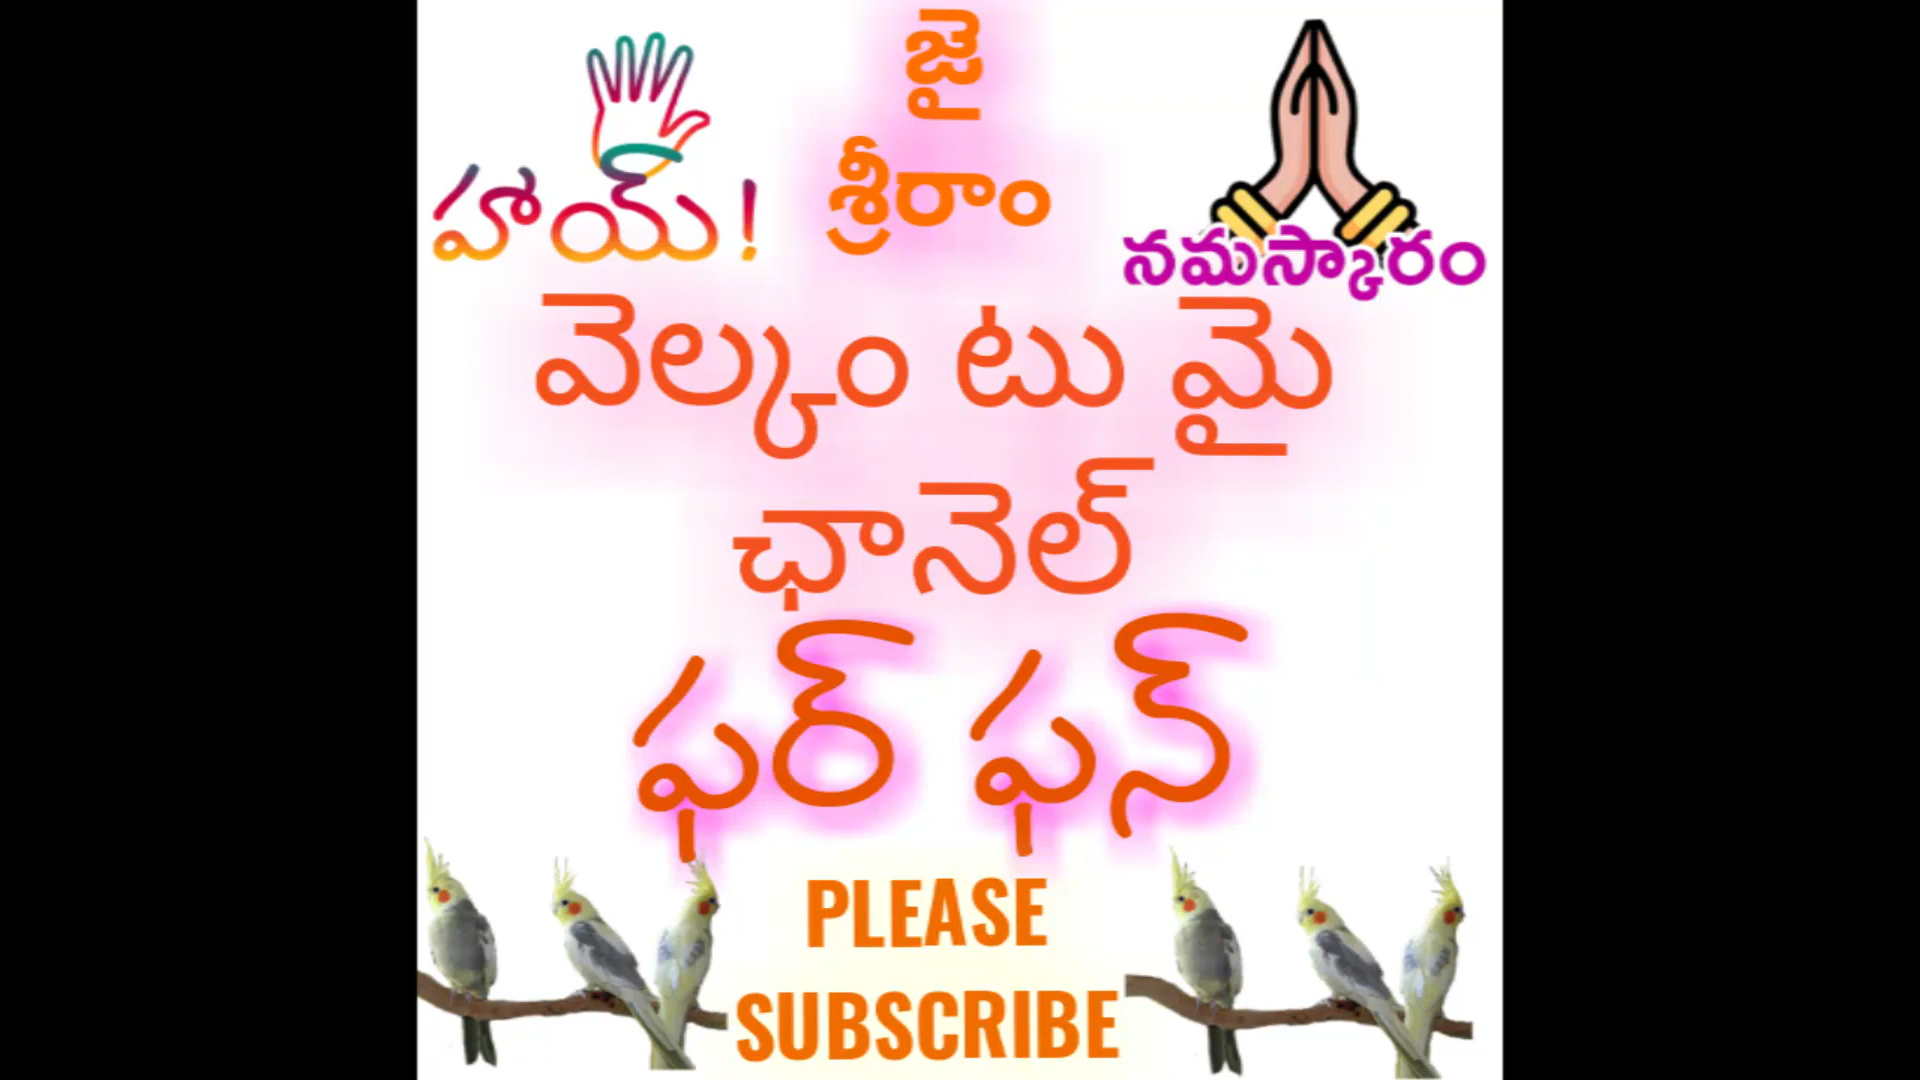 జై
శ్రీరాం
హాయ్!
నమస్కారం
వెల్కం టు మై
ఛానెల్
ఫర్ ఫన్
PLEASE
SUBSCRIBE